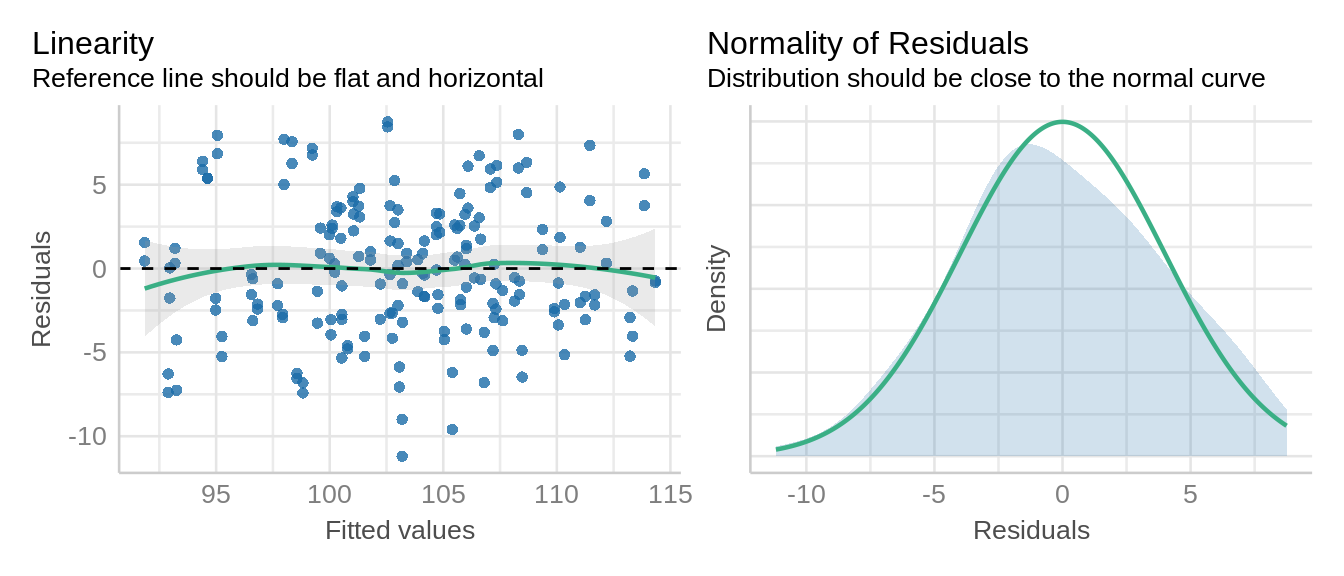 Linearity
Reference line should be flat and horizontal
5
0
-5
-10
Residuals
95 100 105 110 115
Fitted values
Normality of Residuals
Distribution should be close to the normal curve
Density
-10 -5 0 5
Residuals